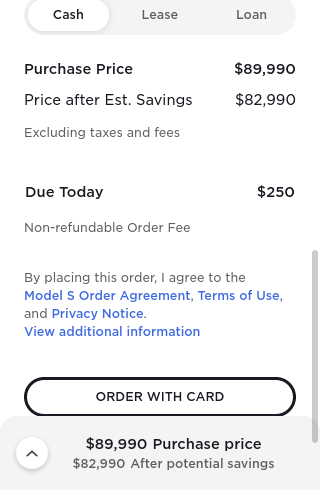 Cash Lease Loan
Purchase Price $89,990
Price after Est. Savings $82,990
Excluding taxes and fees
Due Today $250
Non-refundable Order Fee
By placing this order, I agree to the
Model S Order Agreement, Terms of Use,
and Privacy Notice.
View additional information
ORDER WITH CARD
$89,990 Purchase price
$82,990 After potential savings